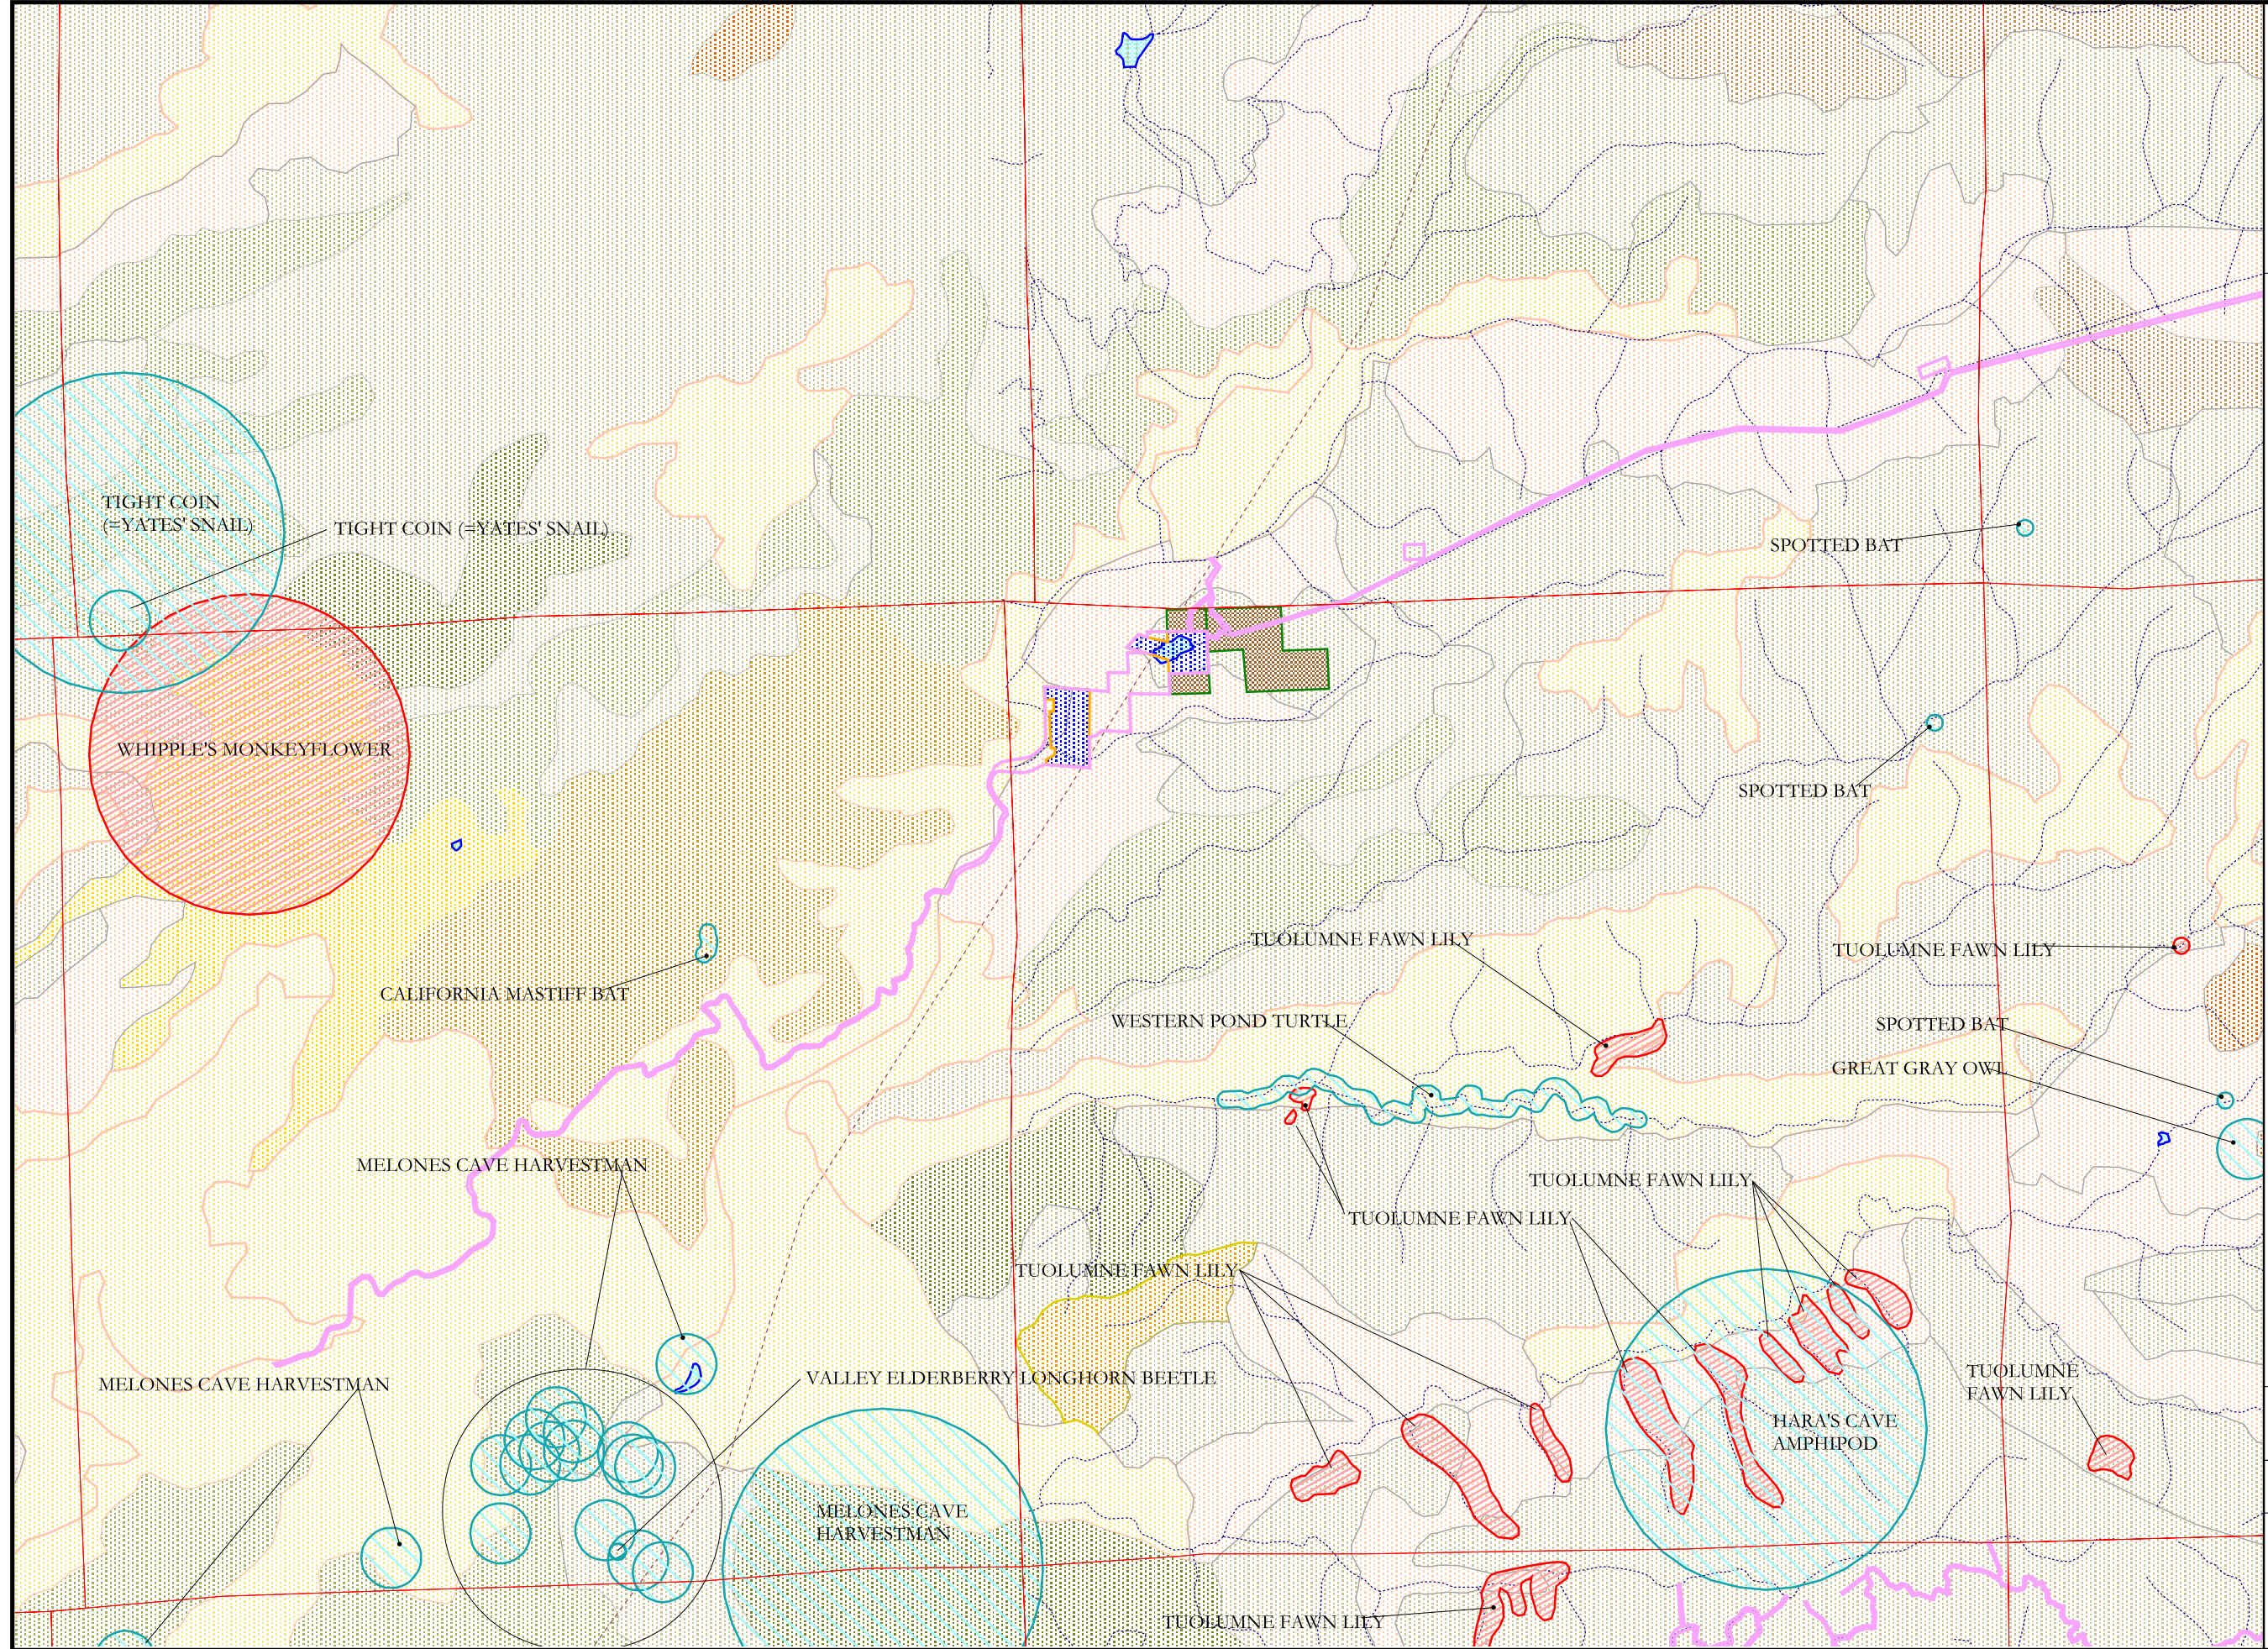 TIGHT COIN
(=YATES' SNAIL)
TIGHT COIN (=YATES' SNAIL)
SPOTTED BAT
WHIPPLE'S MONKEYFLOWER
SPOTTED BAT
TUOLUMNE FAWN LILY
TUOLUMNE FAWN LILY
CALIFORNIA MASTIFF BAT
WESTERN POND TURTLE
SPOTTED BAT
GREAT GRAY OWL
MELONES CAVE HARVESTMAN
TUOLUMNE FAWN LILY
TUOLUMNE FAWN LILY
TUOLUMNE FAWN LILY
MELONES CAVE HARVESTMAN
VALLEY ELDERBERRY LONGHORN BEETLE
TUOLUMNE
FAWN LILY
HARA'S CAVE
AMPHIPOD
MELONES CAVE
HARVESTMAN
TUOLUMNE FAWN LILY